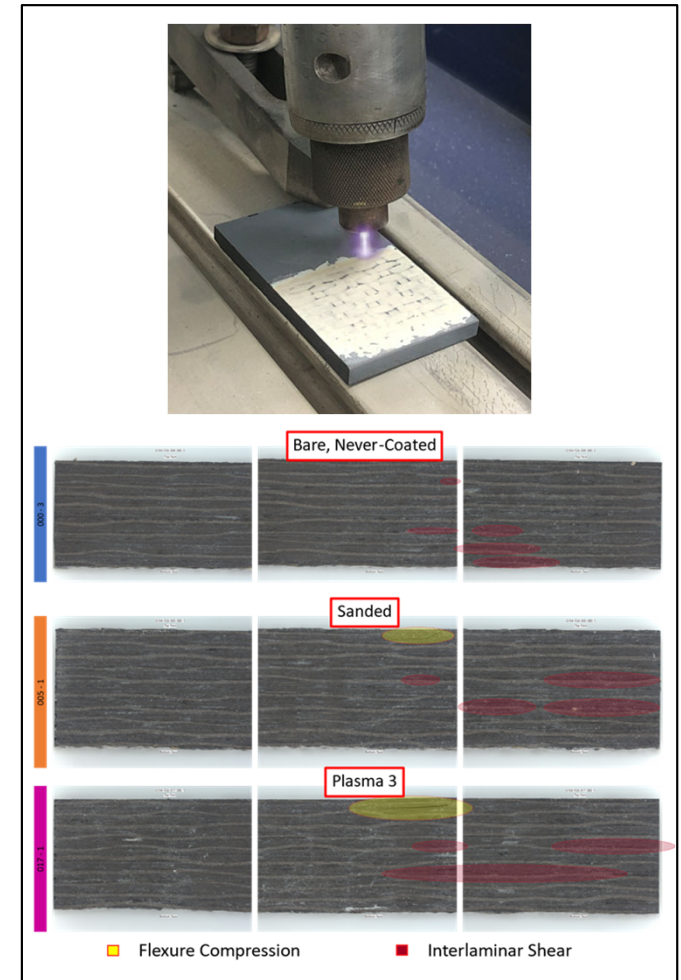 Bare, Never-Coated
000 - 3
Sanded
005 - 1
Plasma 3
017 - 1
Flexure Compression
Interlaminar Shear